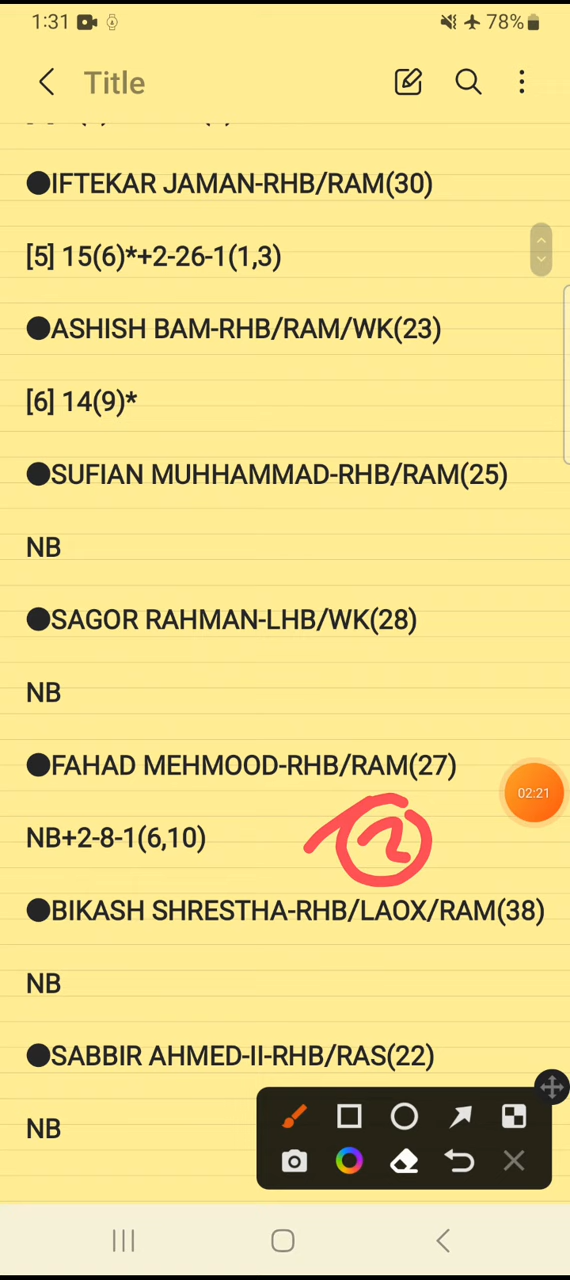 1:31 78%
Title
●IFTEKAR JAMAN-RHB/RAM(30)
[5] 15(6)*+2-26-1(1,3)
●ASHISH BAM-RHB/RAM/WK(23)
[6] 14(9)*
●SUFIAN MUHHAMMAD-RHB/RAM(25)
NB
●SAGOR RAHMAN-LHB/WK(28)
NB
●FAHAD MEHMOOD-RHB/RAM(27)
02:21
NB+2-8-1(6,10)
2
●BIKASH SHRESTHA-RHB/LAOX/RAM(38)
NB
●SABBIR AHMED-II-RHB/RAS(22)
NB